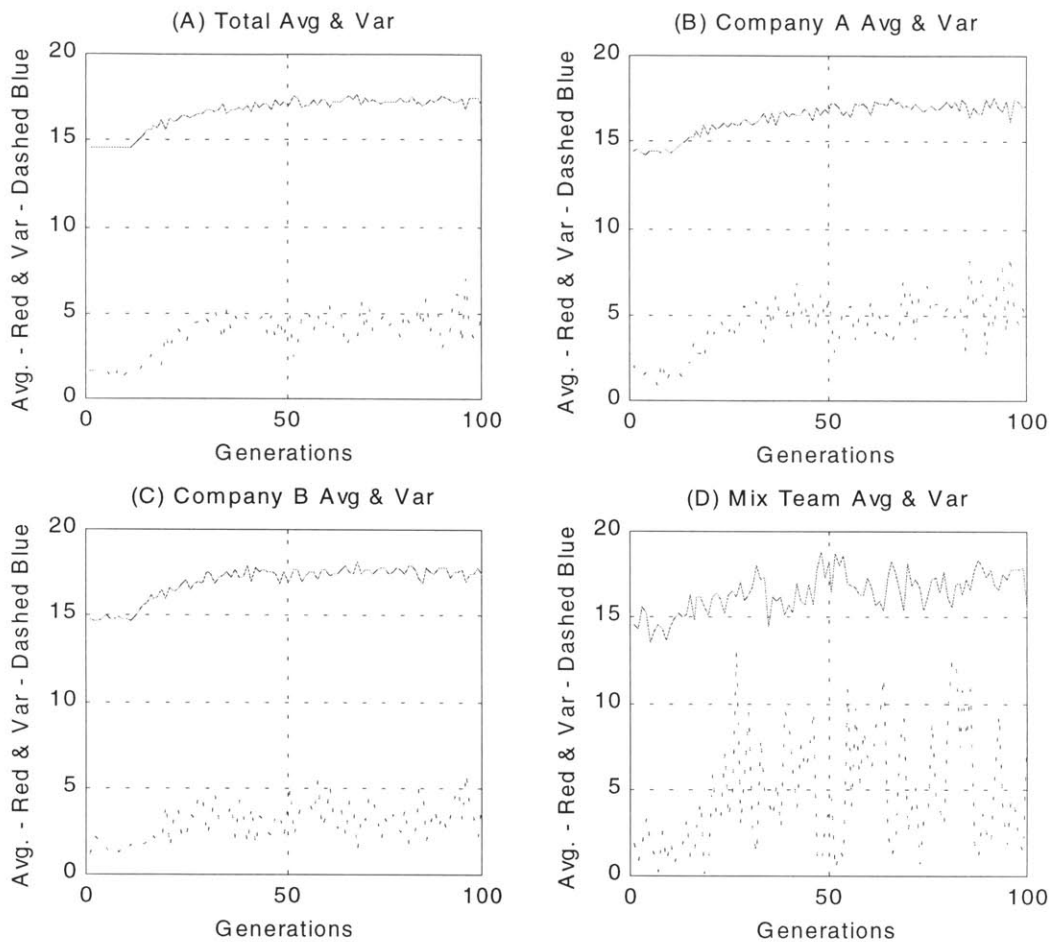 (A) Total Avg & Var
Avg. - Red & Var - Dashed Blue
20
15
10
5
0
0
50
100
Generations
(B) Company A Avg & Var
Avg. - Red & Var - Dashed Blue
20
15
10
5
0
0
50
100
Generations
(C) Company B Avg & Var
Avg. - Red & Var - Dashed Blue
20
15
10
5
0
0
50
100
Generations
(D) Mix Team Avg & Var
Avg. - Red & Var - Dashed Blue
20
15
10
5
0
0
50
100
Generations